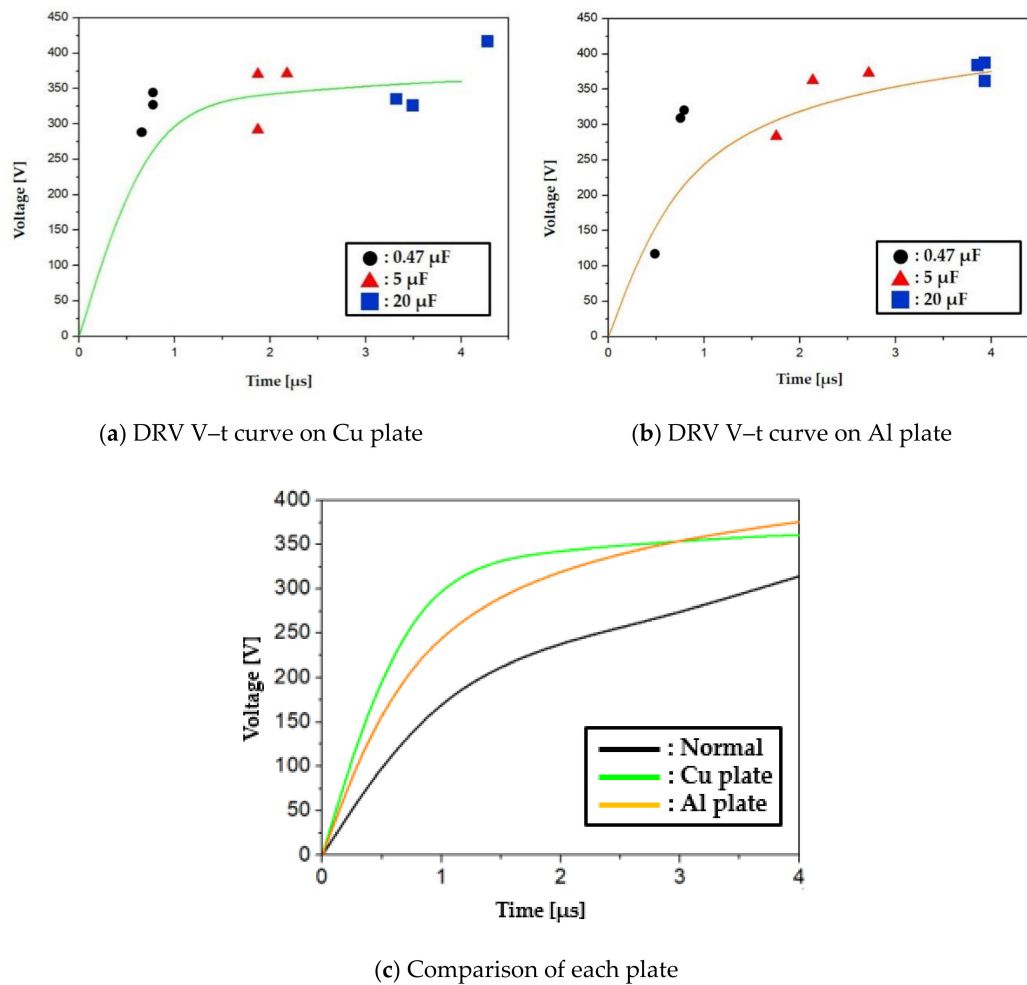 450
400
350
300
250
200
150
100
50
0
Voltage [V]
0 1 2 3 4
Time [μs]
: 0.47 μF
: 5 μF
: 20 μF
(a) DRV V–t curve on Cu plate
450
400
350
300
250
200
150
100
50
0
Voltage [V]
0 1 2 3 4
Time [μs]
: 0.47 μF
: 5 μF
: 20 μF
(b) DRV V–t curve on Al plate
400
350
300
250
200
150
100
50
0
Voltage [V]
0 1 2 3 4
Time [μs]
: Normal
: Cu plate
: Al plate
(c) Comparison of each plate